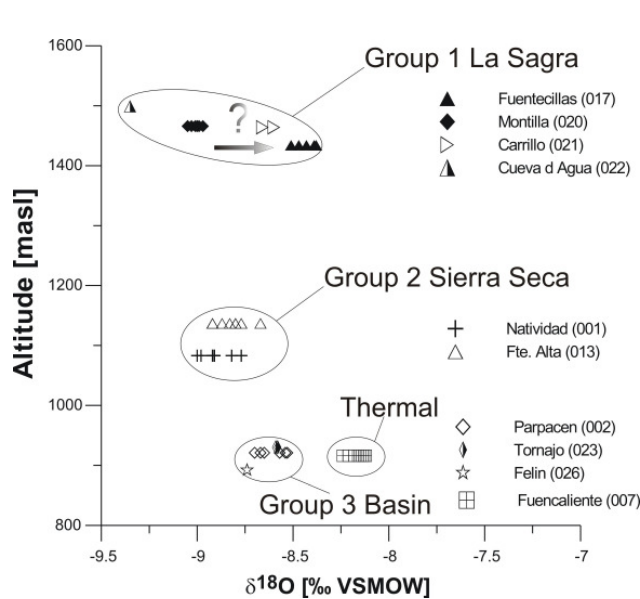 1600
1400
1200
1000
800
Altitude [masl]
Group 1 La Sagra
?
Fuentecillas (017)
Montilla (020)
Carrillo (021)
Cueva d Agua (022)
Group 2 Sierra Seca
Natividad (001)
Fte. Alta (013)
Thermal
Parpacen (002)
Tornajo (023)
Felin (026)
Fuencaliente (007)
Group 3 Basin
-9.5 -9 -8.5 -8 -7.5 -7
δ¹⁸O [‰ VSMOW]